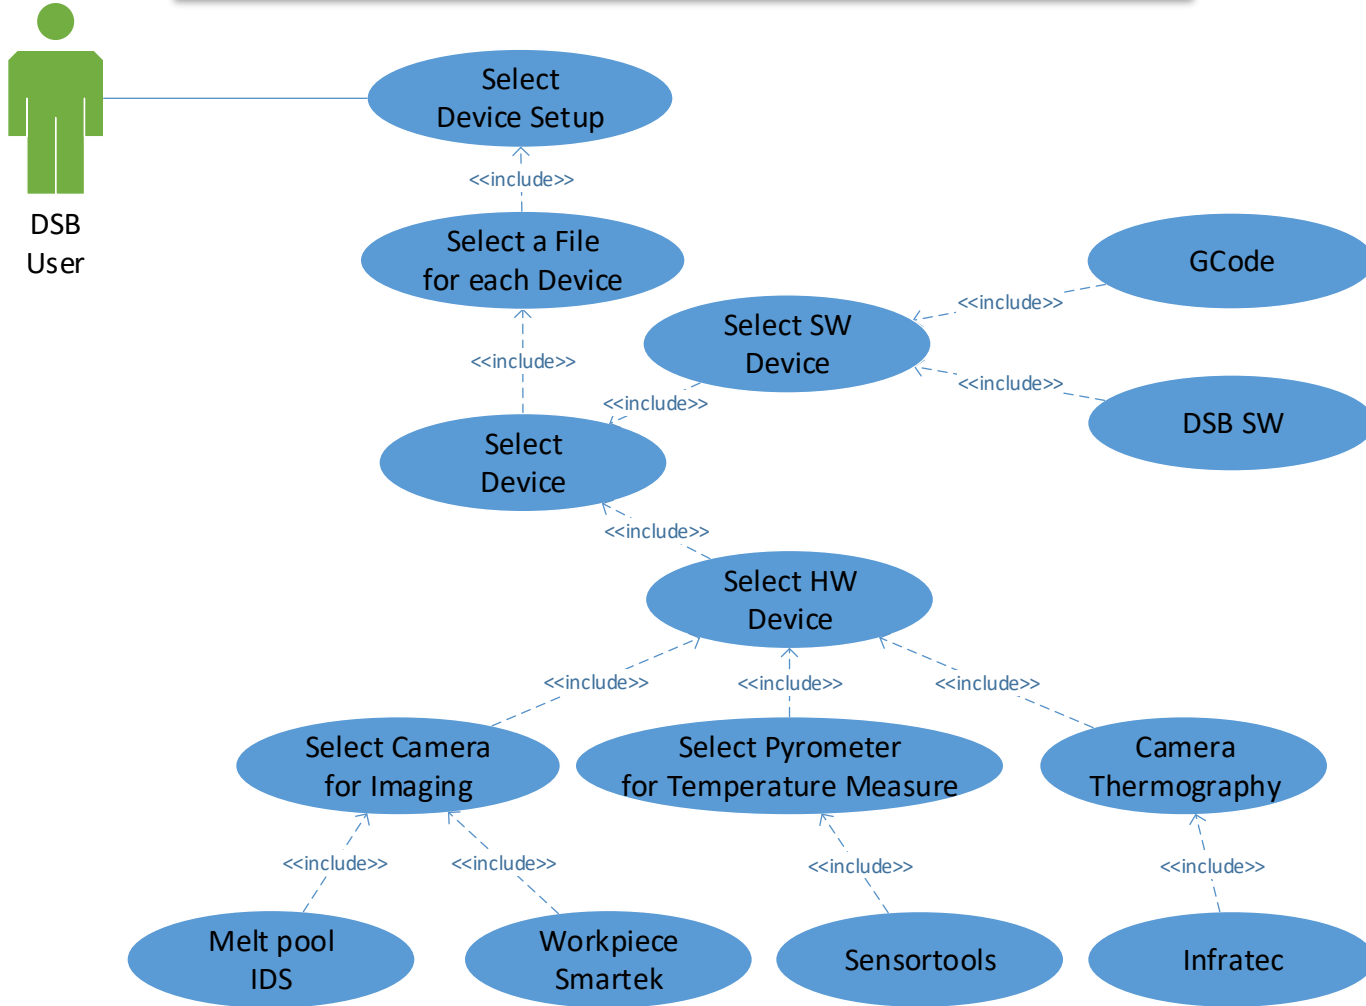 Select
Device Setup
<<include>>
DSB
User
Select a File
for each Device
GCode
<<include>>
Select SW
Device
<<include>>
<<include>>
<<include>>
DSB SW
Select
Device
<<include>>
Select HW
Device
<<include>>
<<include>>
<<include>>
Select Camera
for Imaging
Select Pyrometer
for Temperature Measure
Camera
Thermography
<<include>>
<<include>>
<<include>>
<<include>>
Melt pool
IDS
Workpiece
Smartek
Sensortools
Infratec